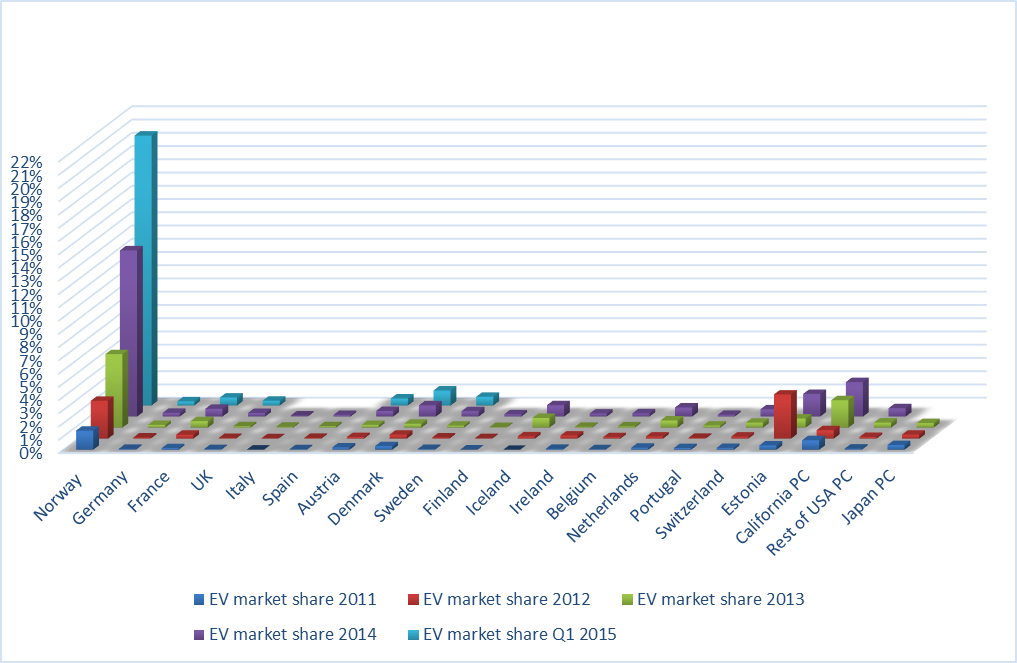 22%
21%
20%
19%
18%
17%
16%
15%
14%
13%
12%
11%
10%
9%
8%
7%
6%
5%
4%
3%
2%
1%
0%
Norway
Germany
France
UK
Italy
Spain
Austria
Denmark
Sweden
Finland
Iceland
Ireland
Belgium
Netherlands
Portugal
Switzerland
Estonia
California PC
Rest of USA PC
Japan PC
EV market share 2011 EV market share 2012 EV market share 2013
EV market share 2014 EV market share Q1 2015